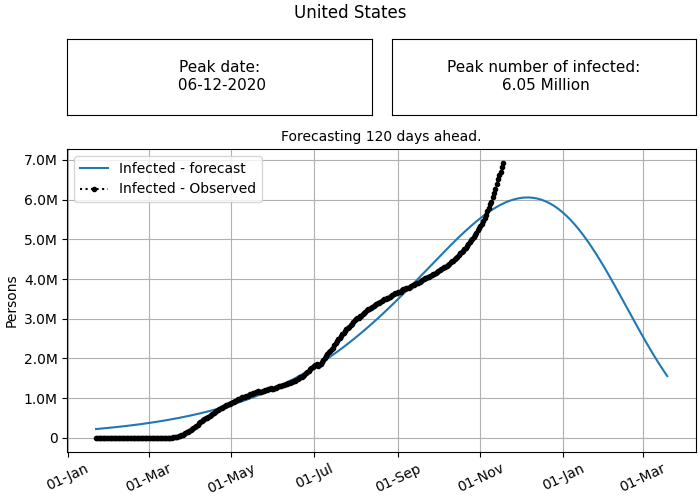 United States
Peak date:
06-12-2020
Peak number of infected:
6.05 Million
Forecasting 120 days ahead.
7.0M
6.0M
5.0M
4.0M
3.0M
2.0M
1.0M
0
Persons
Infected - forecast
Infected - Observed
01-Jan
01-Mar
01-May
01-Jul
01-Sep
01-Nov
01-Jan
01-Mar